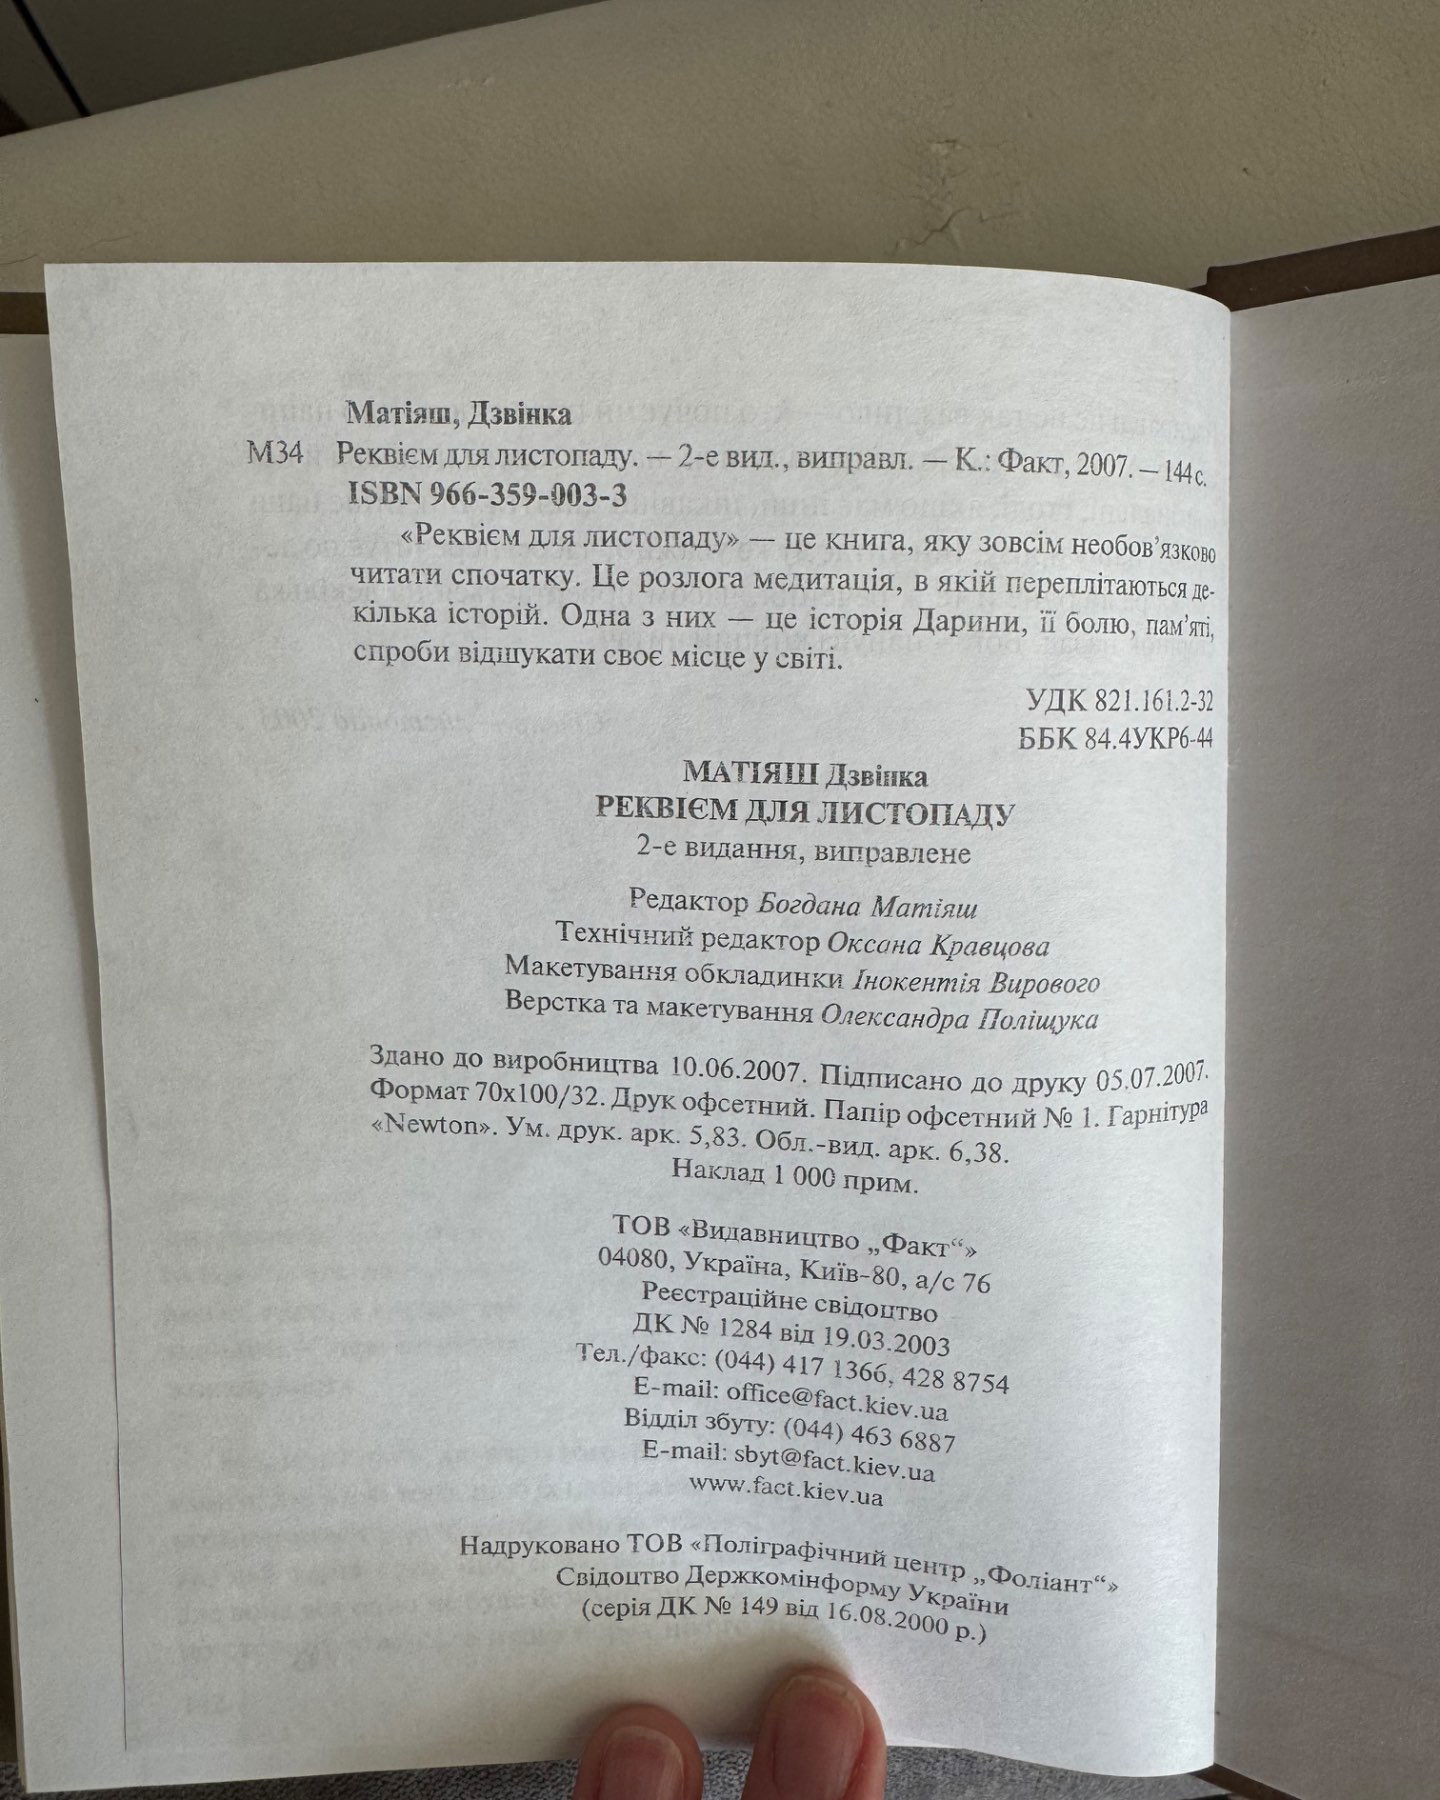 Матіяш, Дзвінка
М34 Реквієм для листопаду. — 2-е вид., виправл. — К.: Факт, 2007. — 144 с.
ISBN 966-359-003-3
«Реквієм для листопаду» — це книга, яку зовсім необов’язково
читати спочатку. Це розлога медитація, в якій переплітаються де-
кілька історій. Одна з них — це історія Дарини, її болю, пам’яті,
спроби відшукати своє місце у світі.
УДК 821.161.2-32
ББК 84.4УКР6-44
МАТІЯШ Дзвінка
РЕКВІЄМ ДЛЯ ЛИСТОПАДУ
2-е видання, виправлене
Редактор Богдана Матіяш
Технічний редактор Оксана Кравцова
Макетування обкладинки Інокентія Вирового
Верстка та макетування Олександра Поліщука
Здано до виробництва 10.06.2007. Підписано до друку 05.07.2007.
Формат 70х100/32. Друк офсетний. Папір офсетний № 1. Гарнітура
«Newton». Ум. друк. арк. 5,83. Обл.-вид. арк. 6,38.
Наклад 1 000 прим.
ТОВ «Видавництво „Факт“»
04080, Україна, Київ-80, а/с 76
Реєстраційне свідоцтво
ДК № 1284 від 19.03.2003
Тел./факс: (044) 417 1366, 428 8754
E-mail: office@fact.kiev.ua
Відділ збуту: (044) 463 6887
E-mail: sbyt@fact.kiev.ua
www.fact.kiev.ua
Надруковано ТОВ «Поліграфічний центр „Фоліант“»
Свідоцтво Держкомінформу України
(серія ДК № 149 від 16.08.2000 р.)